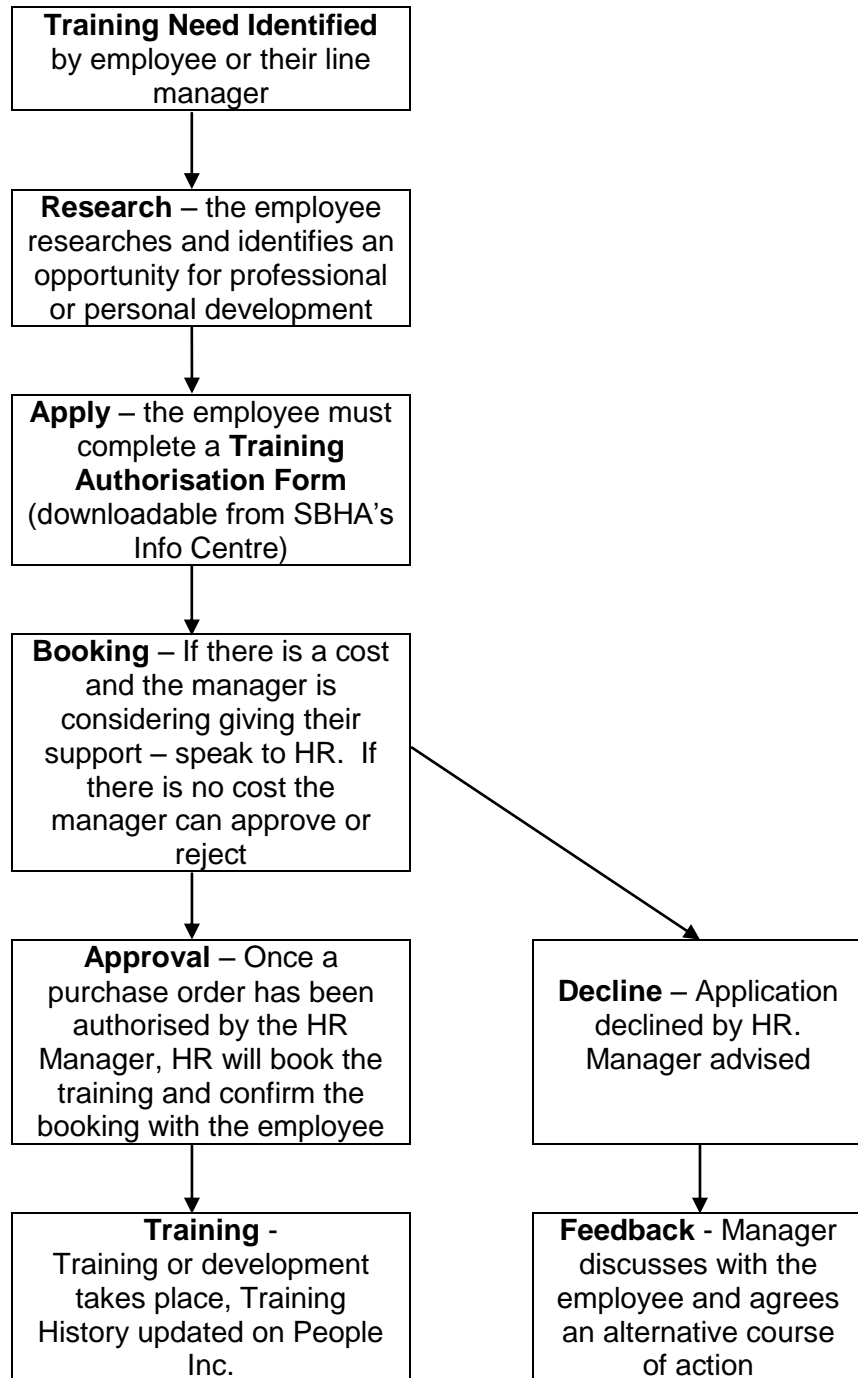 Training Need Identified
by employee or their line
manager
Research – the employee
researches and identifies an
opportunity for professional
or personal development
Apply – the employee must
complete a Training
Authorisation Form
(downloadable from SBHA’s
Info Centre)
Booking – If there is a cost
and the manager is
considering giving their
support – speak to HR.  If
there is no cost the
manager can approve or
reject
Approval – Once a
purchase order has been
authorised by the HR
Manager, HR will book the
training and confirm the
booking with the employee
Decline – Application
declined by HR.
Manager advised
Training -
Training or development
takes place, Training
History updated on People
Inc.
Feedback - Manager
discusses with the
employee and agrees
an alternative course
of action